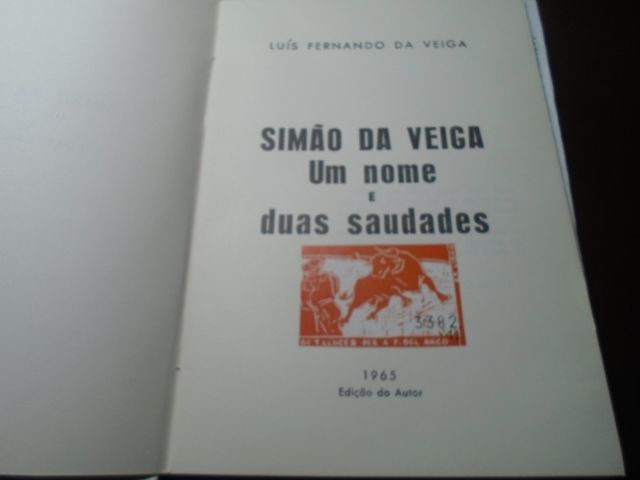 LUÍS FERNANDO DA VEIGA
SIMÃO DA VEIGA
Um nome
E
duas saudades
3382
1965
Edição do Autor